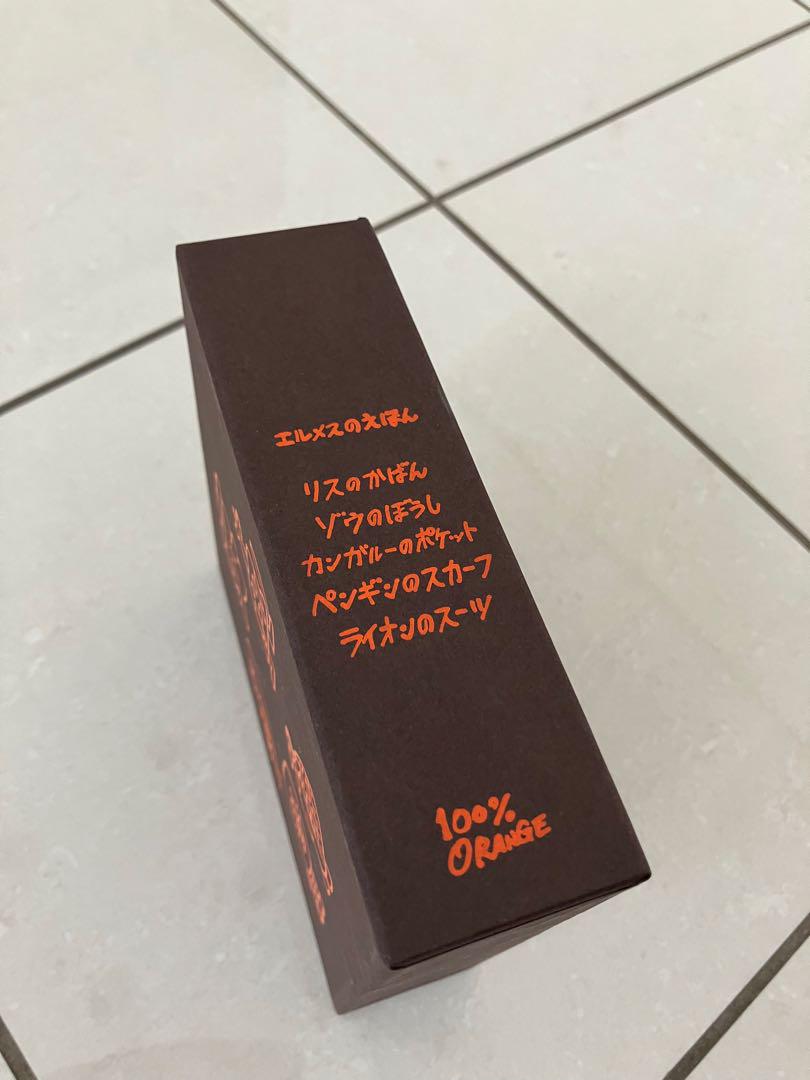 エルメスのえほん
リスのかばん
ゾウのぼうし
カンガルーのポケット
ペンギンのスカーフ
ライオンのスーツ
100%
ORANGE